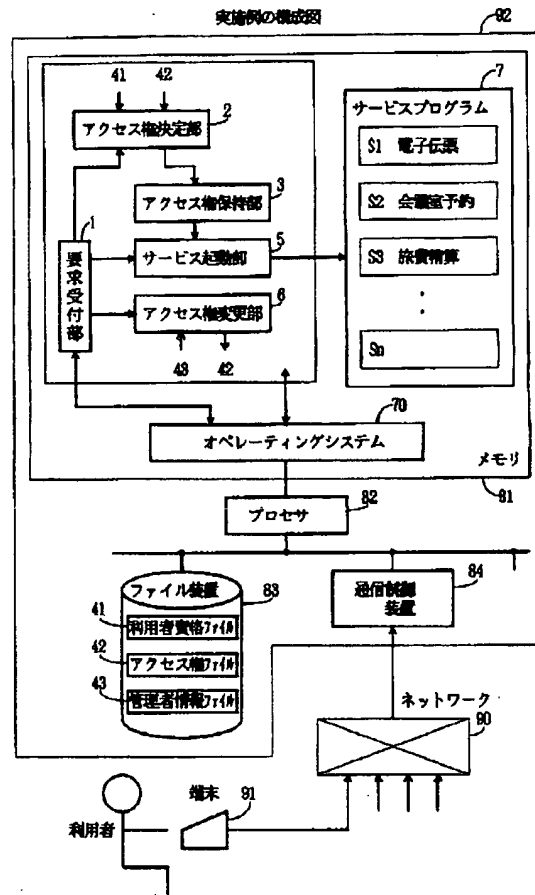 実施例の構成図
92
41
42
2
アクセス権決定部
3
アクセス権保持部
1
要求受付部
5
サービス起動部
6
アクセス権変更部
43
42
7
サービスプログラム
S1 電子伝票
S2 会議室予約
S3 旅費精算
Sn
70
オペレーティングシステム
メモリ
81
82
プロセサ
ファイル装置
83
41
利用者資格ファイル
42
アクセス権ファイル
43
管理者情報ファイル
84
通信制御
装置
ネットワーク
90
端末
91
利用者